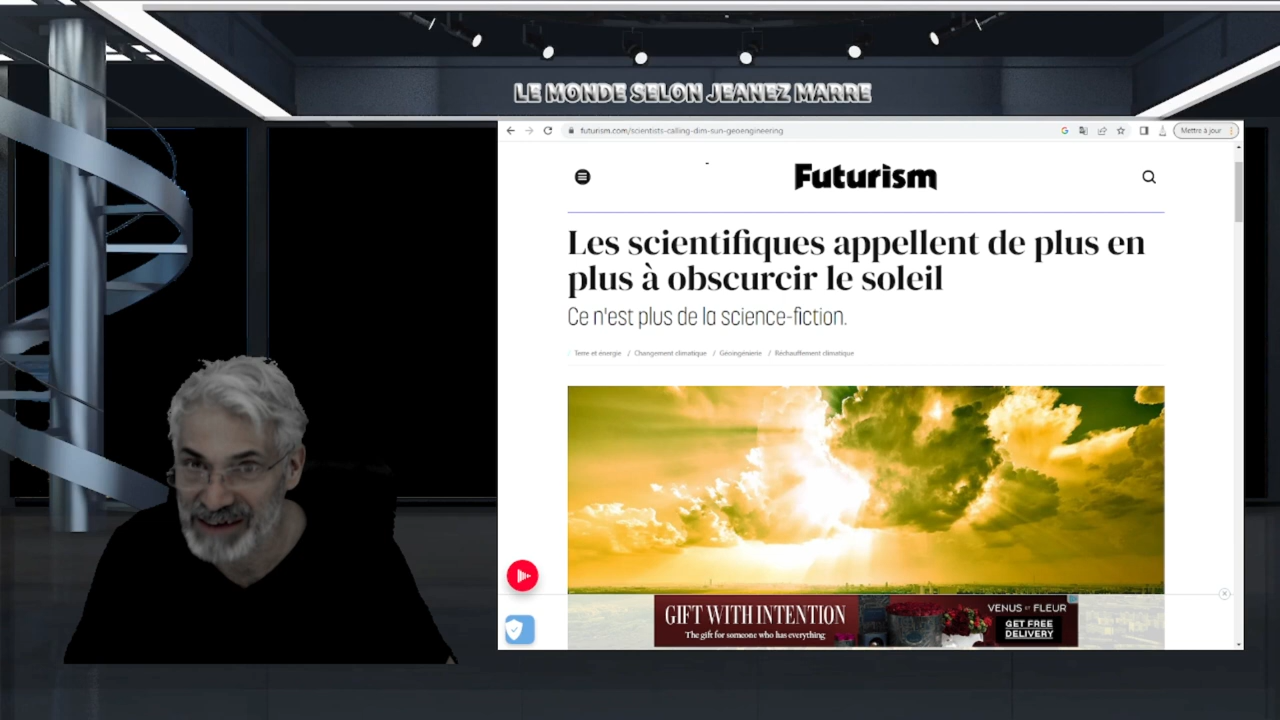 LE MONDE SELON JEANEZ MARRE
futurism.com/scientists-calling-dim-sun-geoengineering
Mettre à jour
Futurism
Les scientifiques appellent de plus en
plus à obscurcir le soleil
Ce n'est plus de la science-fiction.
/ Terre et énergie / Changement climatique / Géoingénierie / Réchauffement climatique
GIFT WITH INTENTION
The gift for someone who has everything
VENUS ET FLEUR
GET FREE
DELIVERY